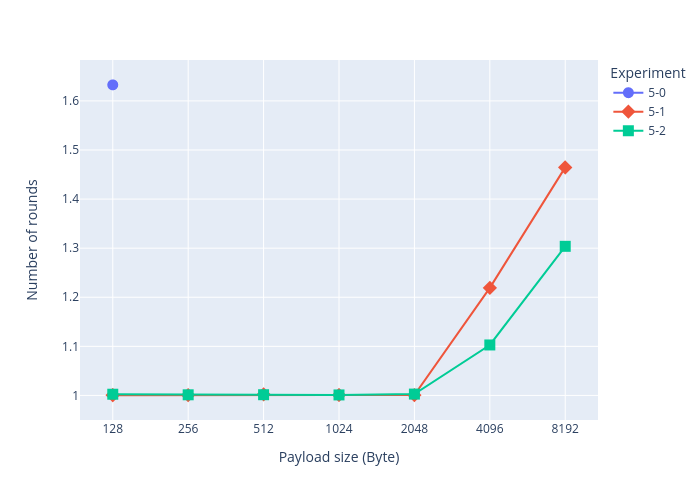 Experiment
5-0
5-1
5-2
Number of rounds
1.6
1.5
1.4
1.3
1.2
1.1
1
128 256 512 1024 2048 4096 8192
Payload size (Byte)